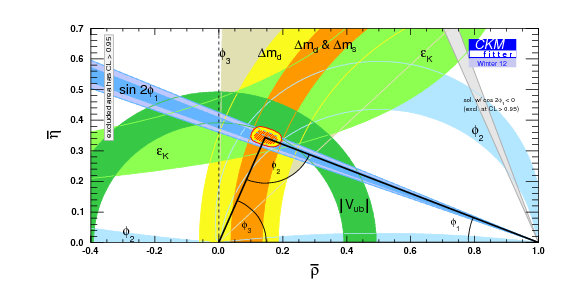 excluded area has CL > 0.95
ϕ3
Δmd
Δmd & Δms
εK
CKM
fitter
Winter 12
sin 2ϕ1
sol. w/ cos 2ϕ1 < 0
(excl. at CL > 0.95)
ϕ2
εK
ϕ2
|Vub|
ϕ2
ϕ3
ϕ1
η̅
0.7
0.6
0.5
0.4
0.3
0.2
0.1
0.0
-0.4
-0.2
0.0
0.2
0.4
0.6
0.8
1.0
ρ̅